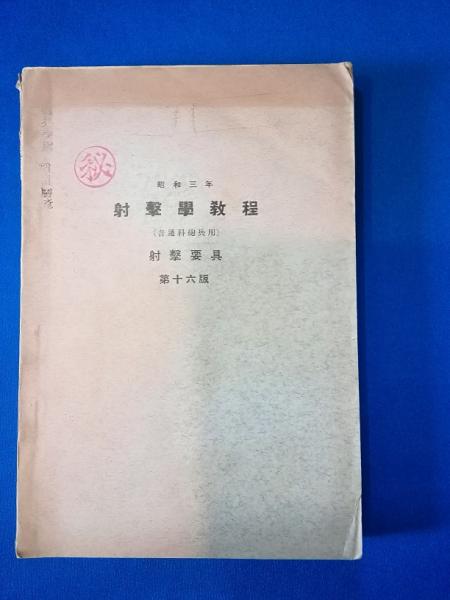 秘
昭和三年
射擊學教程
(普通科砲兵用)
射擊要具
第十六版